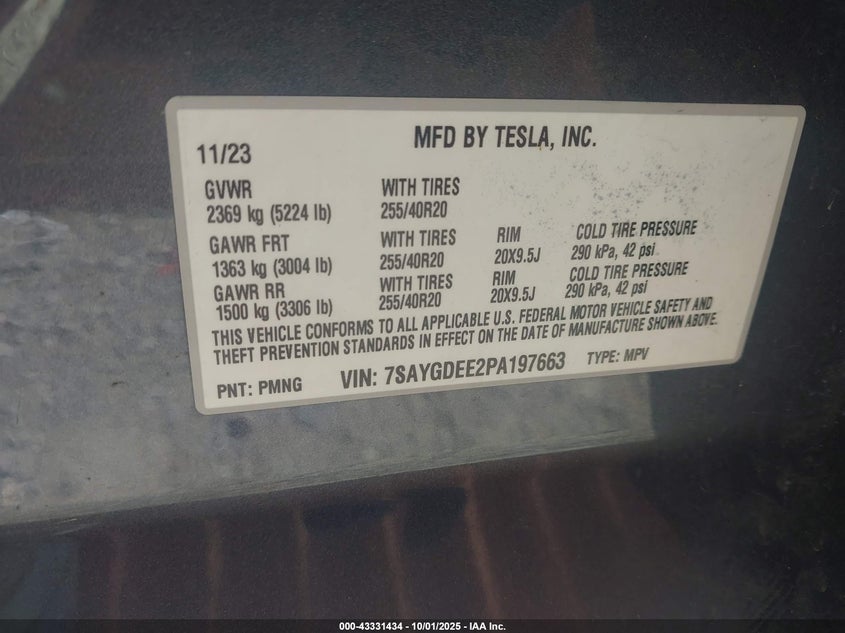 MFD BY TESLA, INC.
11/23
GVWR WITH TIRES
2369 kg (5224 lb) 255/40R20
GAWR FRT WITH TIRES RIM COLD TIRE PRESSURE
1363 kg (3004 lb) 255/40R20 20X9.5J 290 kPa, 42 psi
GAWR RR WITH TIRES RIM COLD TIRE PRESSURE
1500 kg (3306 lb) 255/40R20 20X9.5J 290 kPa, 42 psi
THIS VEHICLE CONFORMS TO ALL APPLICABLE U.S. FEDERAL MOTOR VEHICLE SAFETY AND
THEFT PREVENTION STANDARDS IN EFFECT ON THE DATE OF MANUFACTURE SHOWN ABOVE.
PNT: PMNG VIN: 7SAYGDEE2PA197663 TYPE: MPV
000-43331434 - 10/01/2025 - IAA Inc.